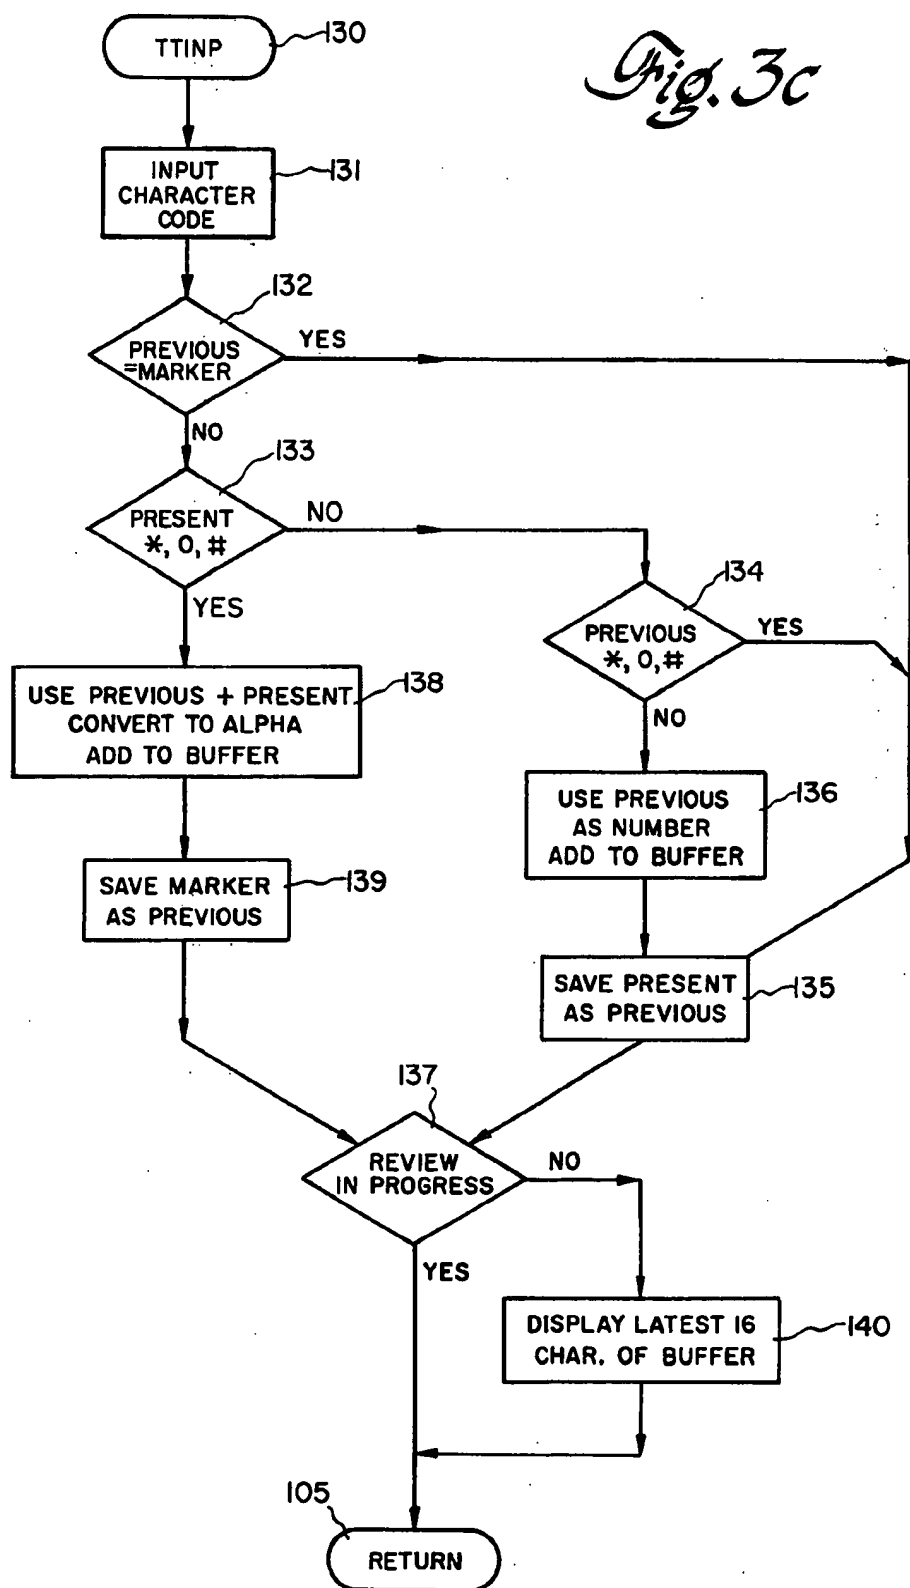 TTINP
130
Fig. 3c
INPUT
CHARACTER
CODE
131
132
PREVIOUS
=MARKER
YES
NO
133
PRESENT
*, 0, #
NO
YES
134
PREVIOUS
*, 0, #
YES
NO
USE PREVIOUS + PRESENT
CONVERT TO ALPHA
ADD TO BUFFER
138
USE PREVIOUS
AS NUMBER
ADD TO BUFFER
136
SAVE MARKER
AS PREVIOUS
139
SAVE PRESENT
AS PREVIOUS
135
137
REVIEW
IN PROGRESS
NO
YES
DISPLAY LATEST 16
CHAR. OF BUFFER
140
105
RETURN